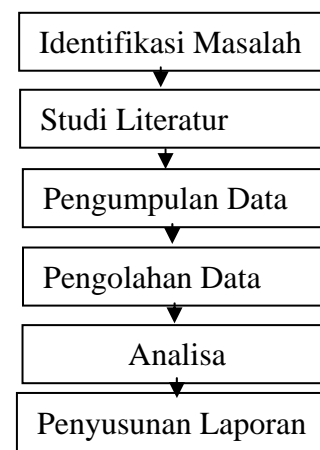 Identifikasi Masalah
Studi Literatur
Pengumpulan Data
Pengolahan Data
Analisa
Penyusunan Laporan